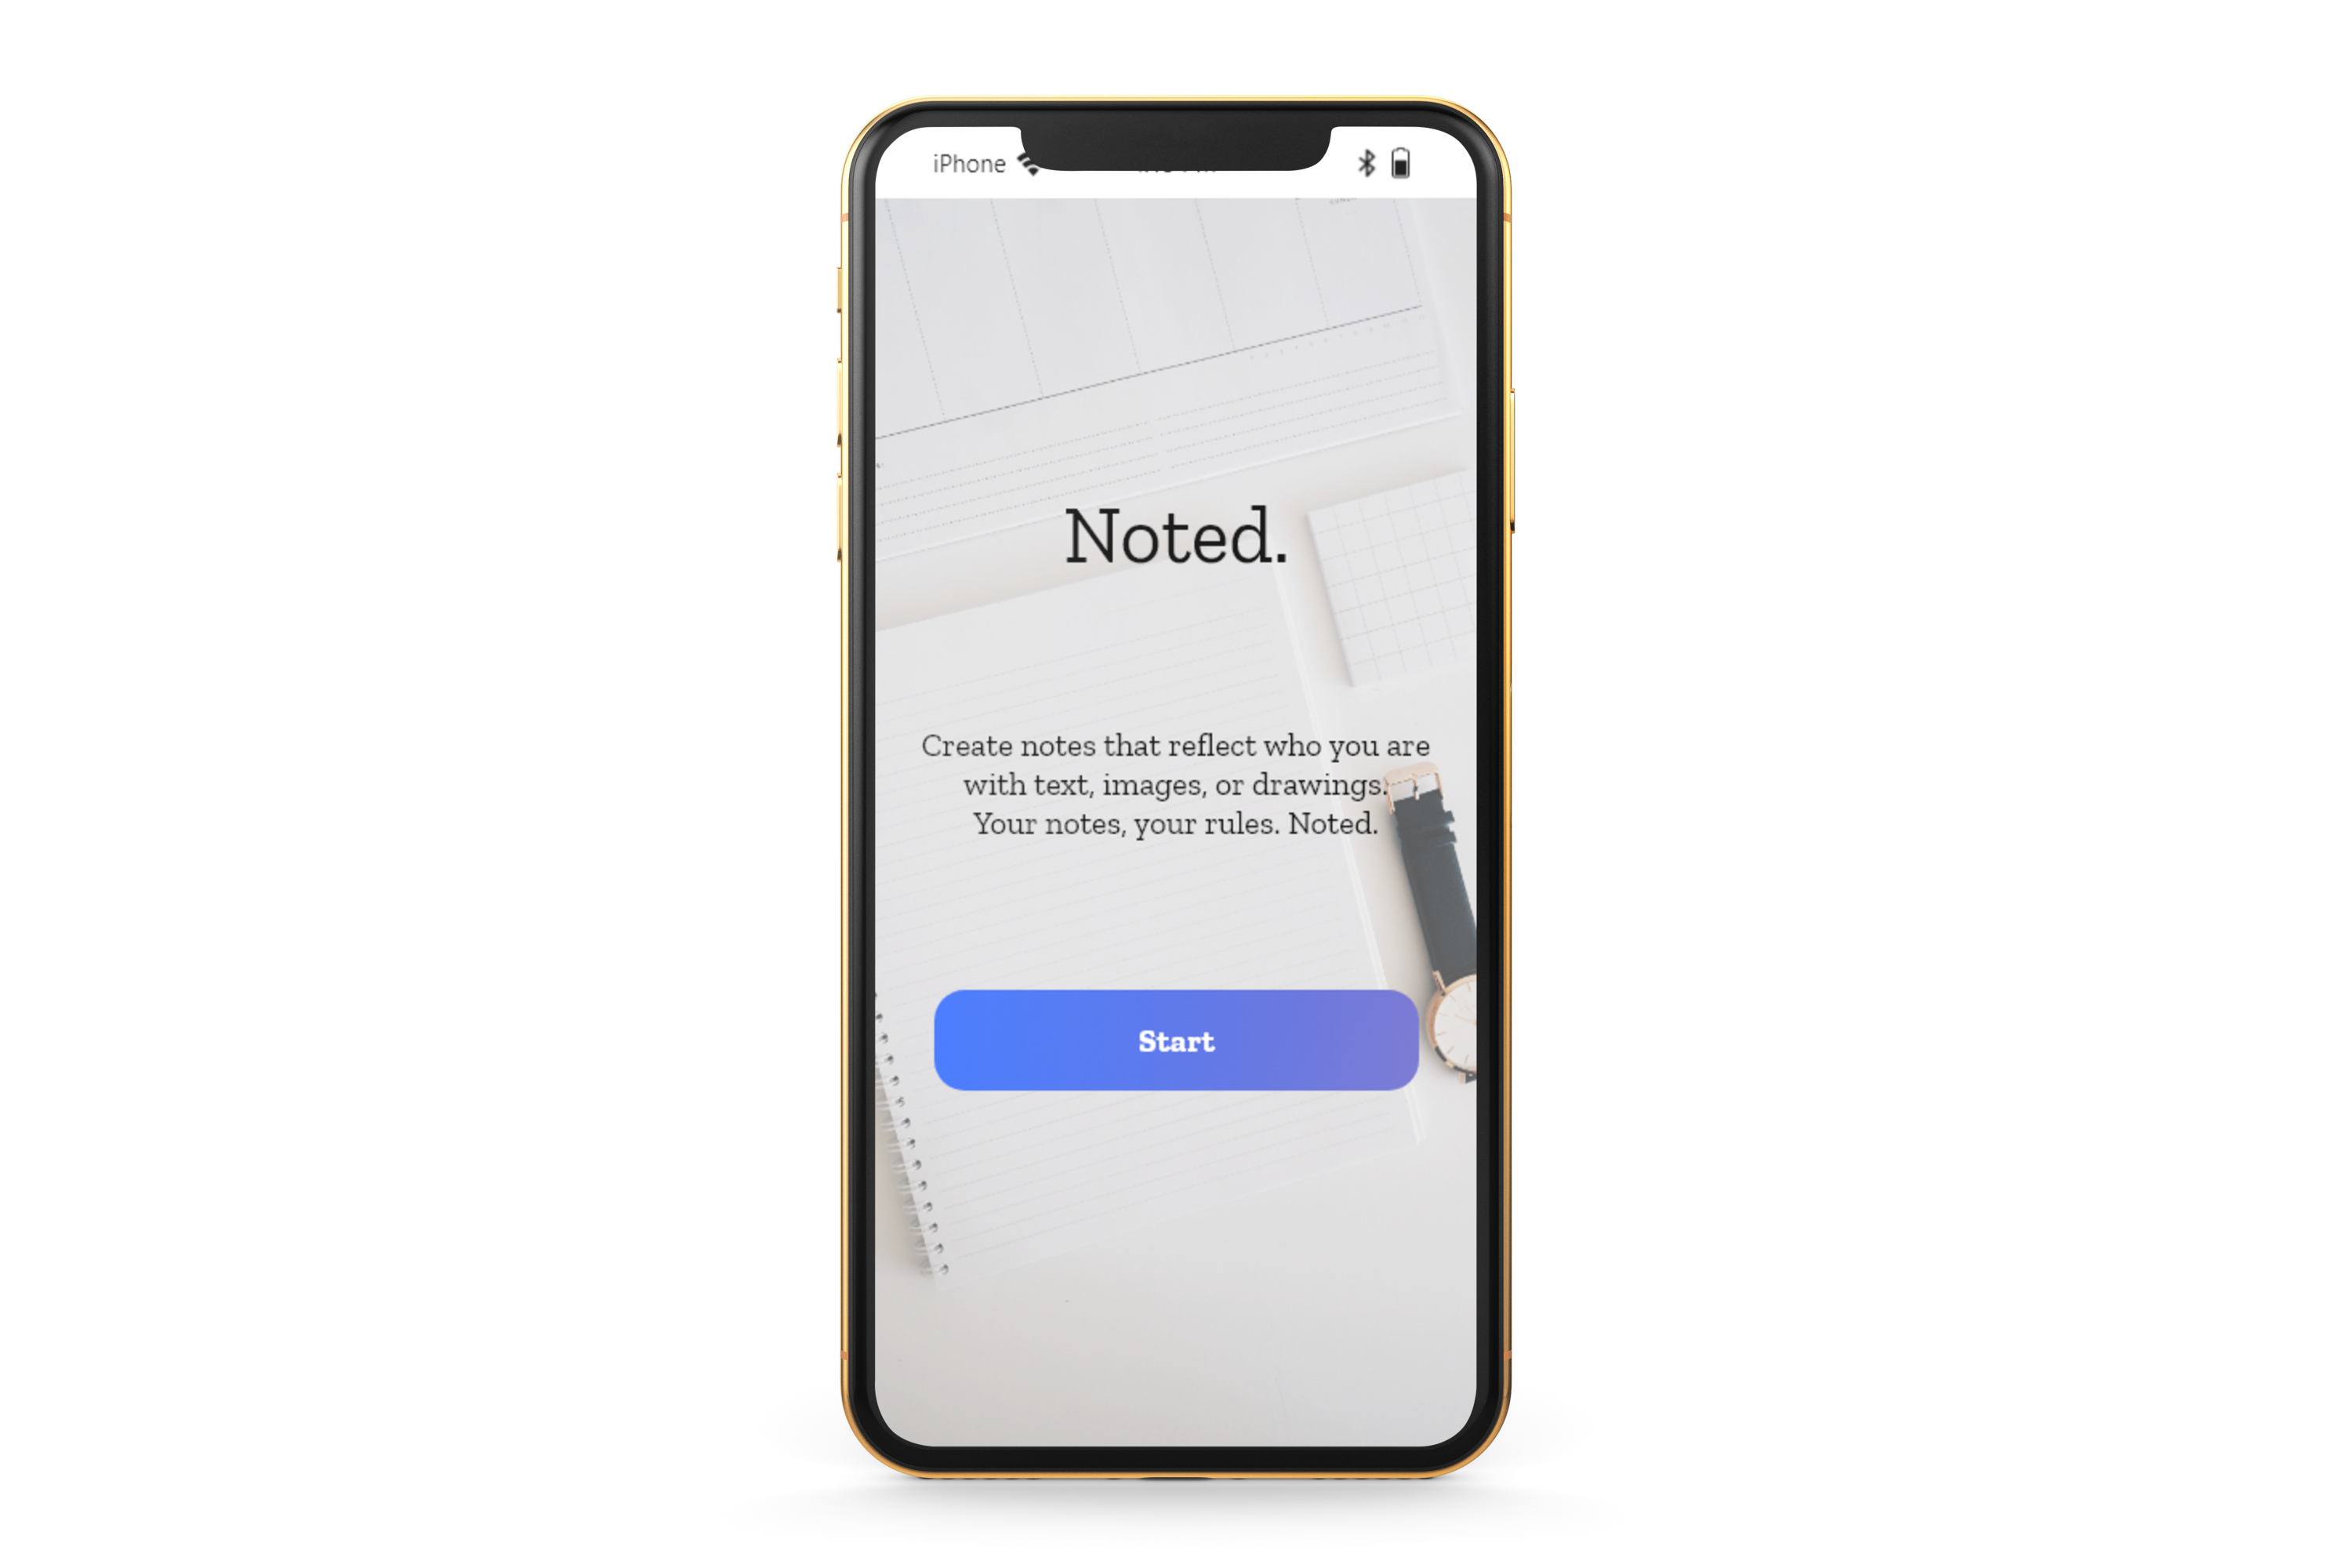 iPhone
Noted.
Create notes that reflect who you are
with text, images, or drawings.
Your notes, your rules. Noted.
Start